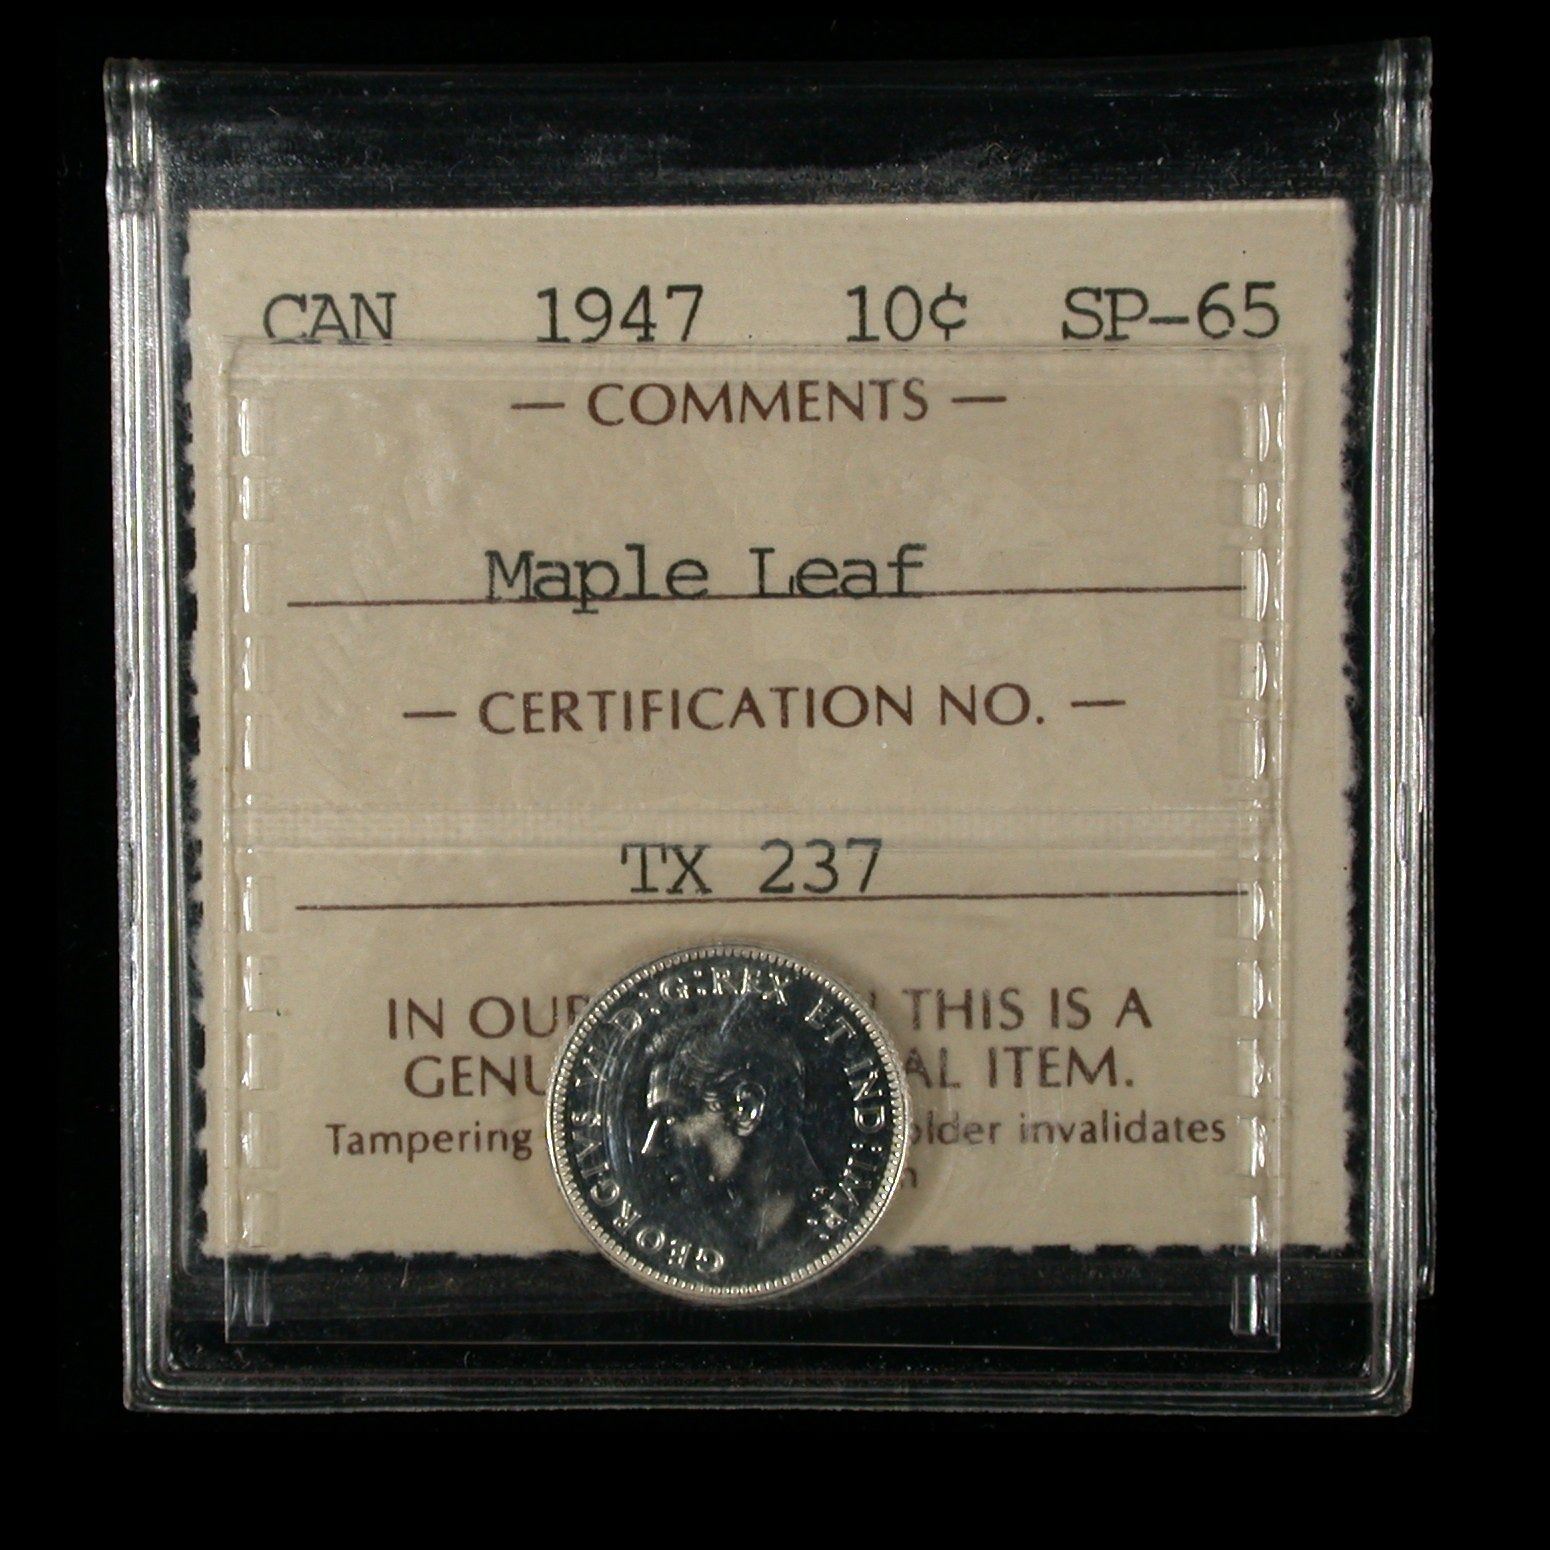 CAN 1947 10¢ SP-65
— COMMENTS —
Maple Leaf
— CERTIFICATION NO. —
TX 237
IN OUR THIS IS A
GENU AL ITEM.
Tampering older invalidates
n
GEORGIVS VI D:G:REX ET IND:IMP: